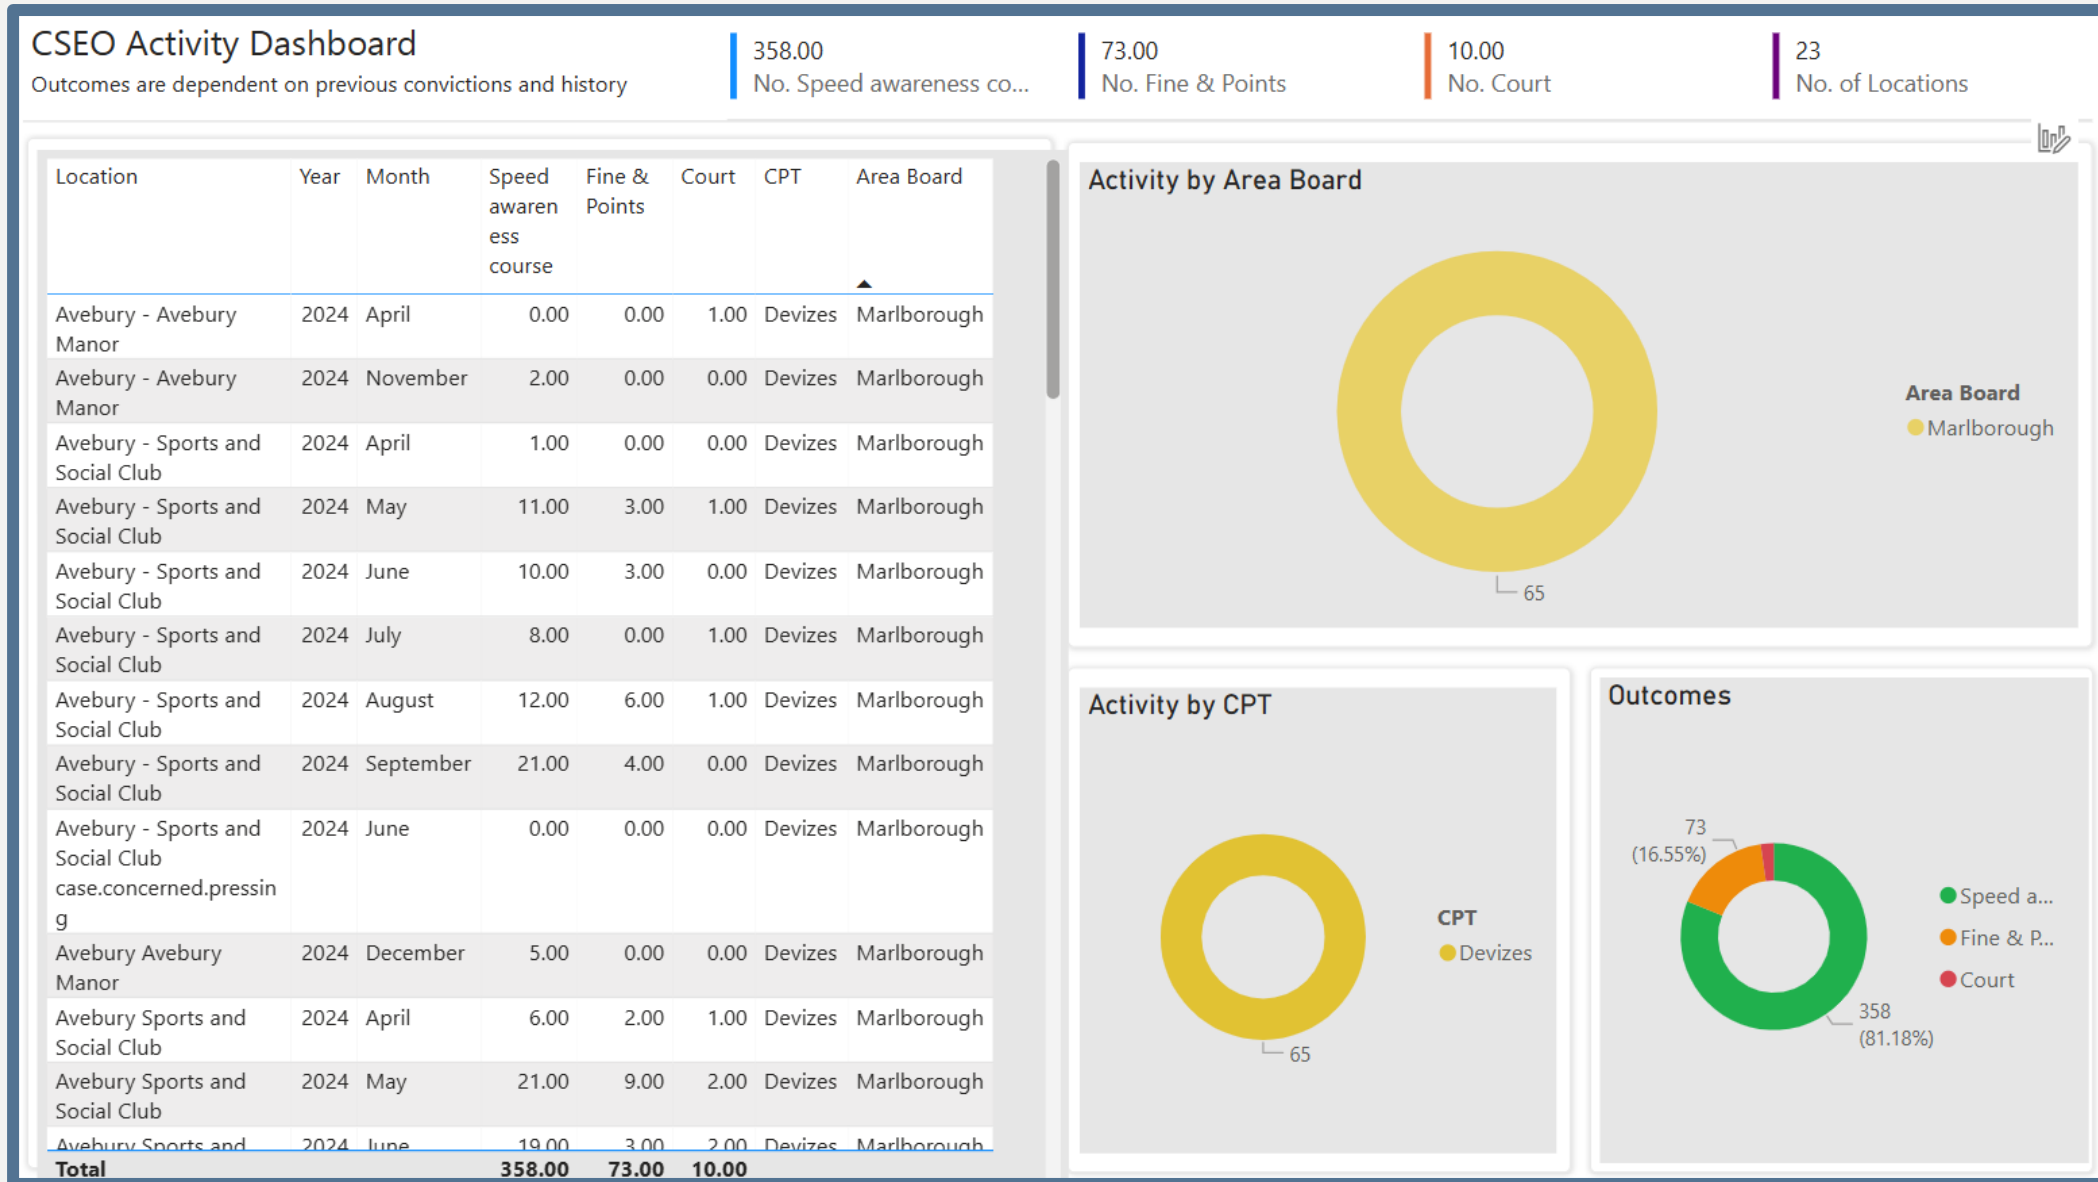 CSEO Activity Dashboard
Outcomes are dependent on previous convictions and history
358.00
No. Speed awareness co...
73.00
No. Fine & Points
10.00
No. Court
23
No. of Locations
Location Year Month Speed awaren ess course Fine & Points Court CPT Area Board
Avebury - Avebury Manor 2024 April 0.00 0.00 1.00 Devizes Marlborough
Avebury - Avebury Manor 2024 November 2.00 0.00 0.00 Devizes Marlborough
Avebury - Sports and Social Club 2024 April 1.00 0.00 0.00 Devizes Marlborough
Avebury - Sports and Social Club 2024 May 11.00 3.00 1.00 Devizes Marlborough
Avebury - Sports and Social Club 2024 June 10.00 3.00 0.00 Devizes Marlborough
Avebury - Sports and Social Club 2024 July 8.00 0.00 1.00 Devizes Marlborough
Avebury - Sports and Social Club 2024 August 12.00 6.00 1.00 Devizes Marlborough
Avebury - Sports and Social Club 2024 September 21.00 4.00 0.00 Devizes Marlborough
Avebury - Sports and Social Club case.concerned.pressin g 2024 June 0.00 0.00 0.00 Devizes Marlborough
Avebury Avebury Manor 2024 December 5.00 0.00 0.00 Devizes Marlborough
Avebury Sports and Social Club 2024 April 6.00 2.00 1.00 Devizes Marlborough
Avebury Sports and Social Club 2024 May 21.00 9.00 2.00 Devizes Marlborough
Avebury Sports and 2024 June 19.00 3.00 2.00 Devizes Marlborough
Total 358.00 73.00 10.00
Activity by Area Board
Area Board
Marlborough
65
Activity by CPT
CPT
Devizes
65
Outcomes
73
(16.55%)
Speed a...
Fine & P...
Court
358
(81.18%)